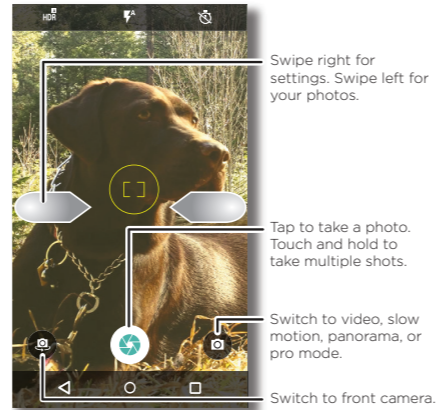 HDR
A
Swipe right for
settings. Swipe left for
your photos.
Tap to take a photo.
Touch and hold to
take multiple shots.
Switch to video, slow
motion, panorama, or
pro mode.
Switch to front camera.